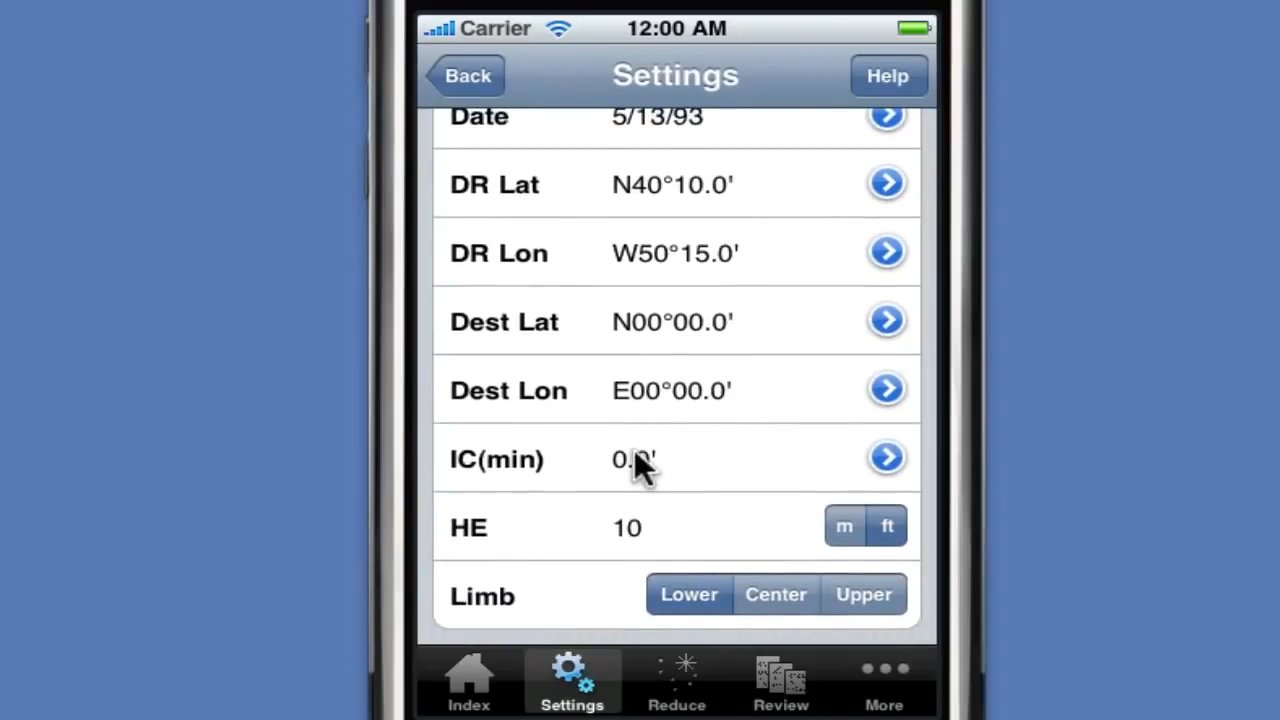 Carrier 12:00 AM
Back Settings Help
Date 5/13/93
DR Lat N40°10.0'
DR Lon W50°15.0'
Dest Lat N00°00.0'
Dest Lon E00°00.0'
IC(min) 0.0'
HE 10 m ft
Limb Lower Center Upper
Index Settings Reduce Review More